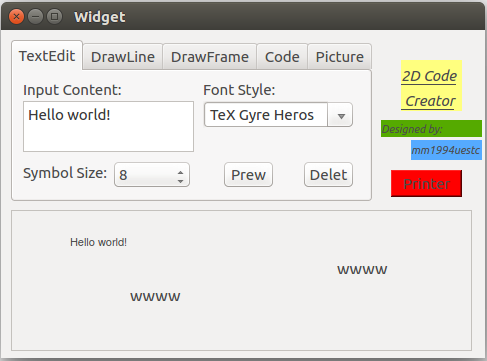 Widget
TextEdit DrawLine DrawFrame Code Picture
Input Content: Font Style:
Hello world! TeX Gyre Heros
Symbol Size: 8 Prew Delet
2D Code
Creator
Designed by:
mm1994uestc
Printer
Hello world!
wwww
wwww